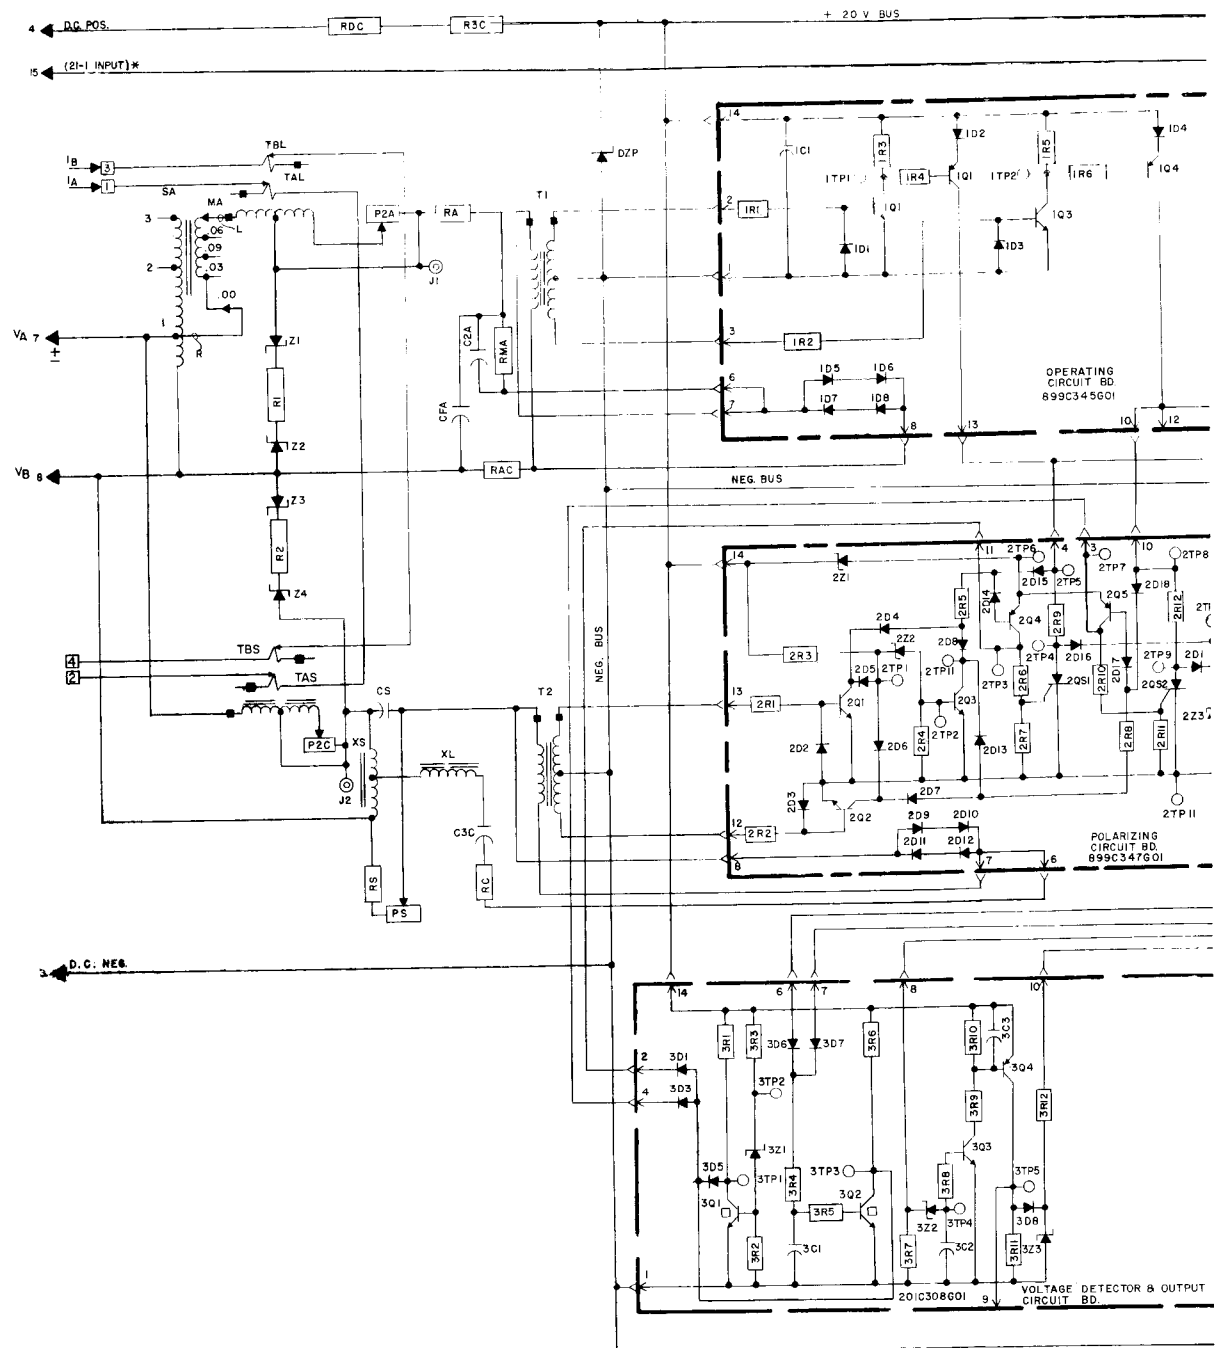 + 20 V BUS
4 D.C. POS.
RDC
R3C
15 (21-1 INPUT)*
14
1D2
1D4
DZP
1C1
1R3
1R5
1B 3
TBL
TAL
1TP1
1R4
1Q1
1TP2
1R6
1Q4
1A 1
SA
MA
3
L
P2A
RA
T1
2
1R1
1Q1
1Q3
.06
.09
.03
2
1D1
1D3
J1
1
.00
VA 7
±
1
R
Z1
C2A
RMA
3
1R2
R1
CFA
6
7
1D5
1D6
1D7
1D8
OPERATING
CIRCUIT BD.
899C345G01
Z2
8
13
10
12
VB 8
RAC
NEG. BUS
Z3
R2
Z4
14
2Z1
11
2TP6
4
3
2TP7
10
2TP8
2D15
2TP5
2D18
2R5
2D14
2Q4
2R9
2Q5
2R12
NEG. BUS
2D4
2Z2
2D8
2R3
2D5
2TP1
2TP11
2TP3
2TP4
2D16
2D17
2TP9
2D1
4
2
TBS
TAS
CS
T2
13
2R1
2Q1
2Q3
2R6
2QS1
2R10
2QS2
2Z3
P2C
XS
XL
J2
2D2
2D6
2R4
2TP2
2D13
2R7
2R8
2R11
2D3
2Q2
2D7
2TP11
C3C
12
2R2
8
2D9
2D10
2D11
2D12
7
6
POLARIZING
CIRCUIT BD.
899C347G01
RS
PS
RC
3 D.C. NEG.
14
6
7
8
10
3R1
3R3
3D6
3D7
3R6
3R10
3C3
2
3D1
4
3D3
3TP2
3Q4
3R9
3R12
3Z1
3Q3
3D5
3TP1
3R4
3TP3
3R8
3TP5
3Q1
3R5
3Q2
3Z2
3TP4
3D8
3R2
3C1
3R7
3C2
3R11
3Z3
1
201C308G01
9
VOLTAGE DETECTOR & OUTPUT
CIRCUIT BD.